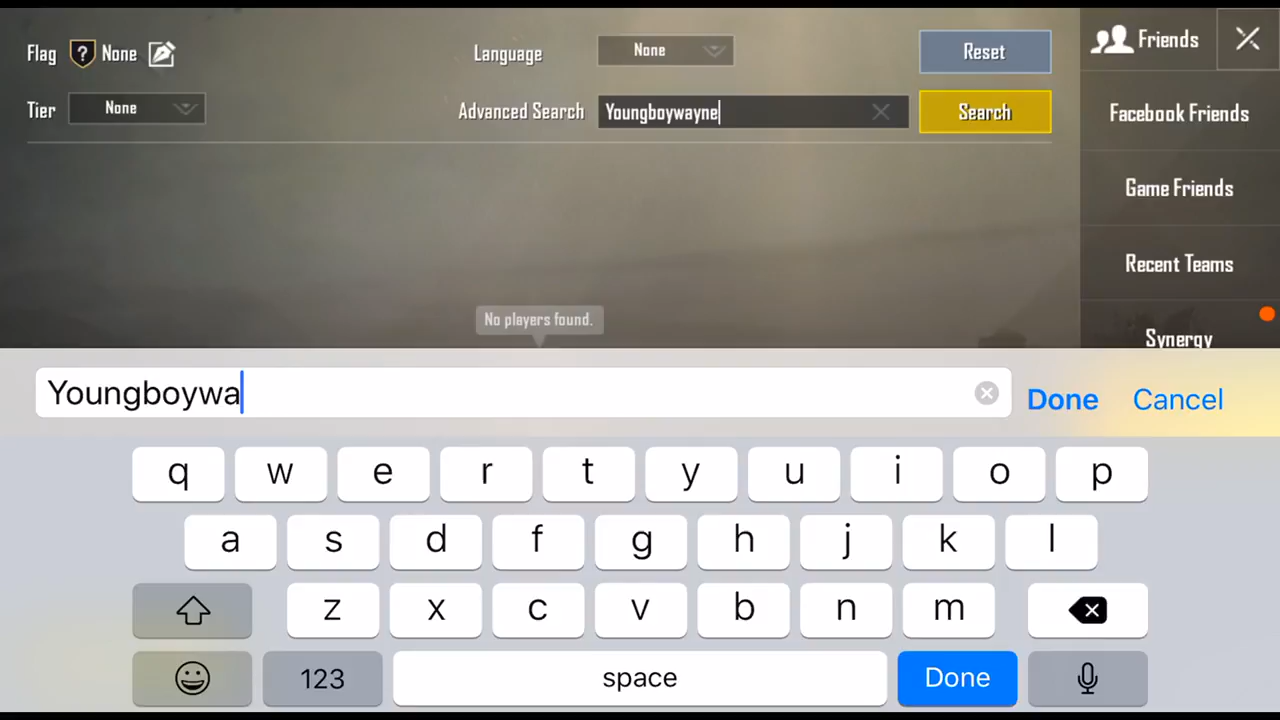 Flag ? None
Language None
Reset
Friends
Tier None
Advanced Search Youngboywayne
Search
Facebook Friends
Game Friends
Recent Teams
No players found.
Synergy
Youngboywa
Done Cancel
q w e r t y u i o p
a s d f g h j k l
z x c v b n m
123 space Done